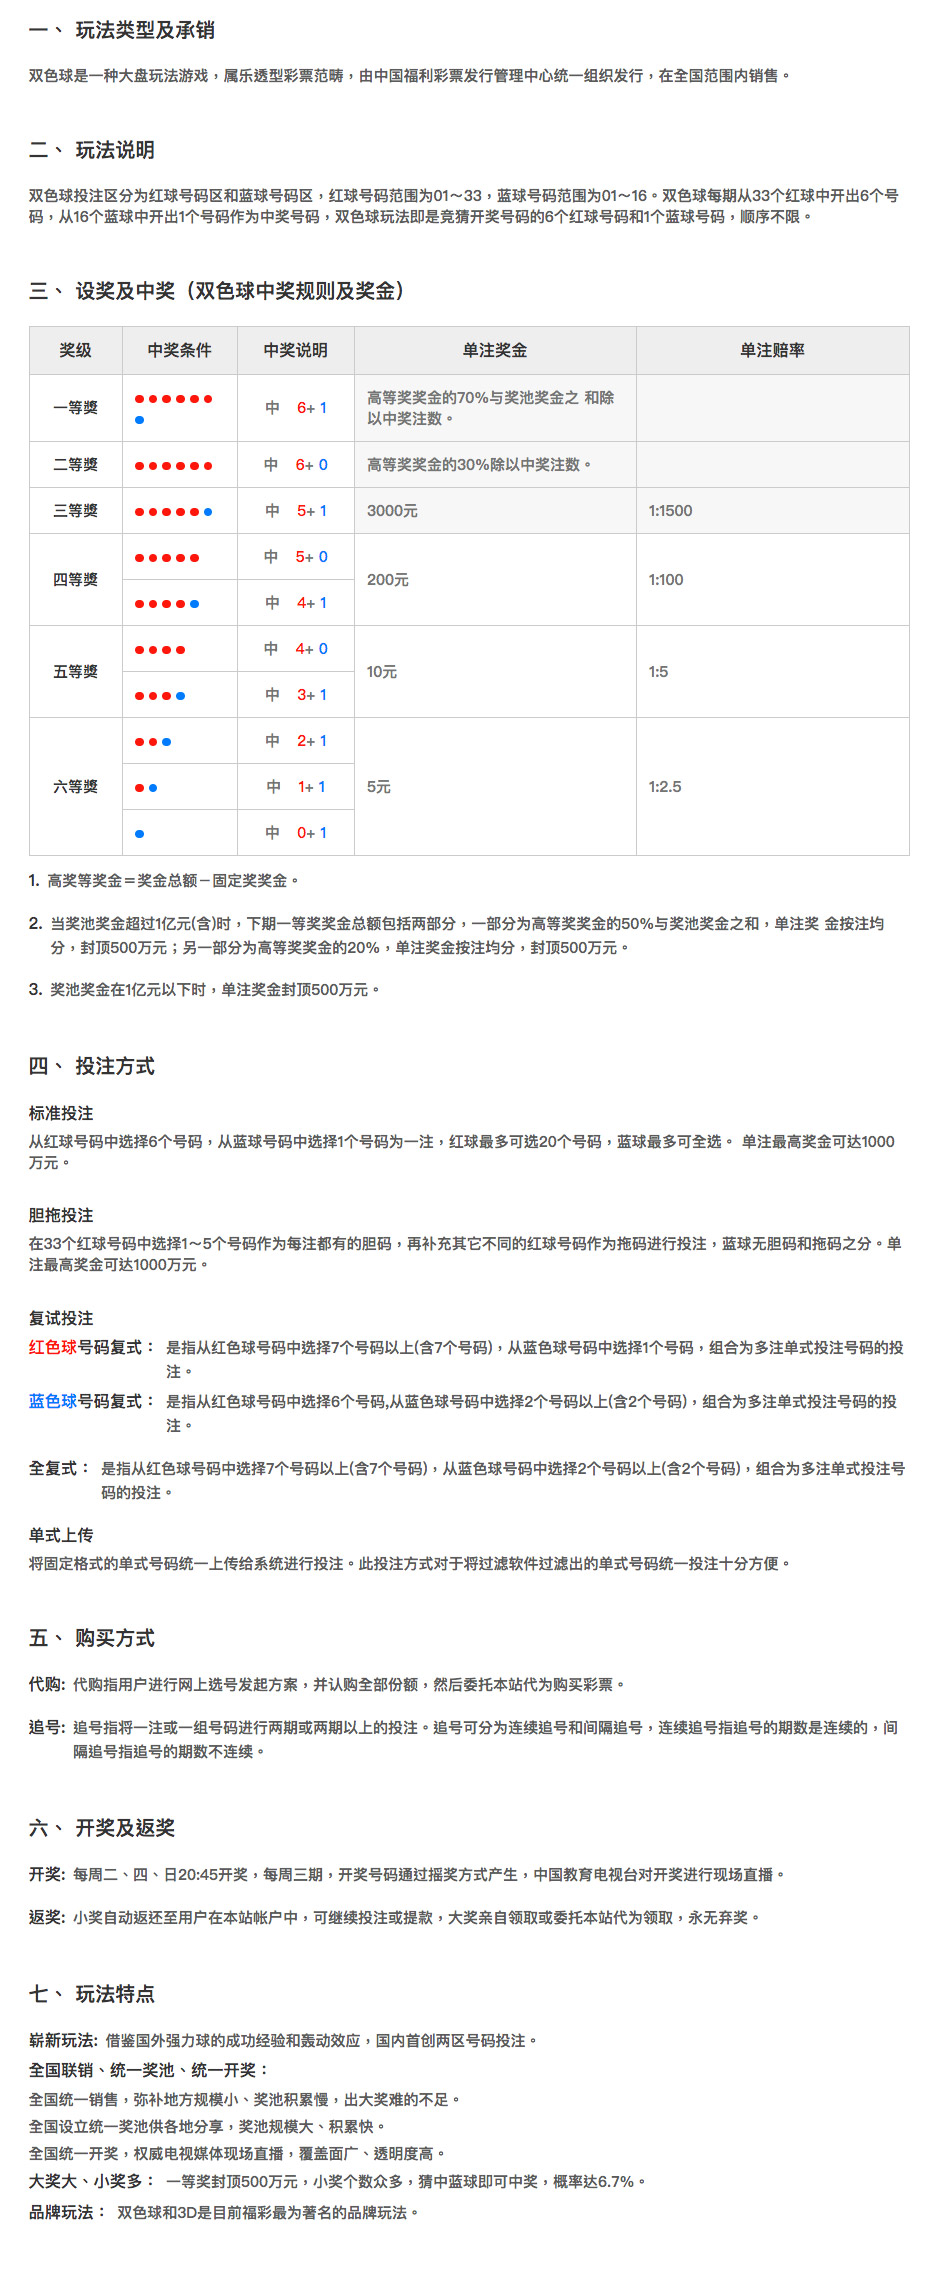 一、 玩法类型及承销
双色球是一种大盘玩法游戏，属乐透型彩票范畴，由中国福利彩票发行管理中心统一组织发行，在全国范围内销售。
二、 玩法说明
双色球投注区分为红球号码区和蓝球号码区，红球号码范围为01～33，蓝球号码范围为01～16。双色球每期从33个红球中开出6个号
码，从16个蓝球中开出1个号码作为中奖号码，双色球玩法即是竞猜开奖号码的6个红球号码和1个蓝球号码，顺序不限。
三、 设奖及中奖（双色球中奖规则及奖金）
奖级 中奖条件 中奖说明 单注奖金 单注赔率
一等獎 中 6+ 1 高等奖奖金的70%与奖池奖金之 和除
以中奖注数。
二等獎 中 6+ 0 高等奖奖金的30%除以中奖注数。
三等獎 中 5+ 1 3000元 1:1500
中 5+ 0
四等獎 200元 1:100
中 4+ 1
中 4+ 0
五等獎 10元 1:5
中 3+ 1
中 2+ 1
六等獎 中 1+ 1 5元 1:2.5
中 0+ 1
1. 高奖等奖金＝奖金总额－固定奖奖金。
2. 当奖池奖金超过1亿元(含)时，下期一等奖奖金总额包括两部分，一部分为高等奖奖金的50%与奖池奖金之和，单注奖 金按注均
分，封顶500万元；另一部分为高等奖奖金的20%，单注奖金按注均分，封顶500万元。
3. 奖池奖金在1亿元以下时，单注奖金封顶500万元。
四、 投注方式
标准投注
从红球号码中选择6个号码，从蓝球号码中选择1个号码为一注，红球最多可选20个号码，蓝球最多可全选。 单注最高奖金可达1000
万元。
胆拖投注
在33个红球号码中选择1～5个号码作为每注都有的胆码，再补充其它不同的红球号码作为拖码进行投注，蓝球无胆码和拖码之分。单
注最高奖金可达1000万元。
复试投注
红色球号码复式： 是指从红色球号码中选择7个号码以上(含7个号码)，从蓝色球号码中选择1个号码，组合为多注单式投注号码的投
注。
蓝色球号码复式： 是指从红色球号码中选择6个号码,从蓝色球号码中选择2个号码以上(含2个号码)，组合为多注单式投注号码的投
注。
全复式： 是指从红色球号码中选择7个号码以上(含7个号码)，从蓝色球号码中选择2个号码以上(含2个号码)，组合为多注单式投注号
码的投注。
单式上传
将固定格式的单式号码统一上传给系统进行投注。此投注方式对于将过滤软件过滤出的单式号码统一投注十分方便。
五、 购买方式
代购: 代购指用户进行网上选号发起方案，并认购全部份额，然后委托本站代为购买彩票。
追号: 追号指将一注或一组号码进行两期或两期以上的投注。追号可分为连续追号和间隔追号，连续追号指追号的期数是连续的，间
隔追号指追号的期数不连续。
六、 开奖及返奖
开奖: 每周二、四、日20:45开奖，每周三期，开奖号码通过摇奖方式产生，中国教育电视台对开奖进行现场直播。
返奖: 小奖自动返还至用户在本站帐户中，可继续投注或提款，大奖亲自领取或委托本站代为领取，永无弃奖。
七、 玩法特点
崭新玩法: 借鉴国外强力球的成功经验和轰动效应，国内首创两区号码投注。
全国联销、统一奖池、统一开奖：
全国统一销售，弥补地方规模小、奖池积累慢，出大奖难的不足。
全国设立统一奖池供各地分享，奖池规模大、积累快。
全国统一开奖，权威电视媒体现场直播，覆盖面广、透明度高。
大奖大、小奖多： 一等奖封顶500万元，小奖个数众多，猜中蓝球即可中奖，概率达6.7%。
品牌玩法： 双色球和3D是目前福彩最为著名的品牌玩法。